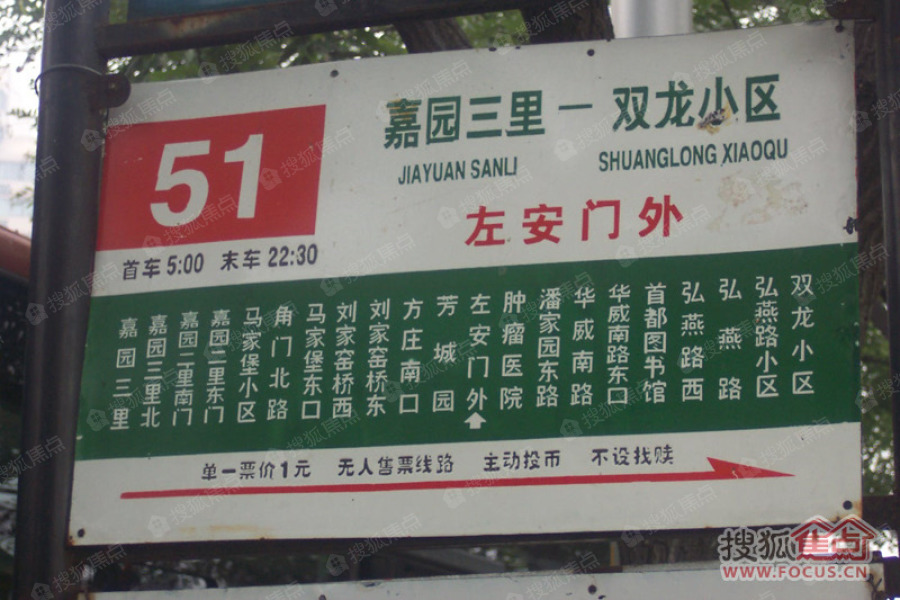 51
嘉园三里 — 双龙小区
JIAYUAN SANLI
SHUANGLONG XIAOQU
左安门外
首车 5:00 末车 22:30
嘉园三里
嘉园三里北
嘉园二里南门
嘉园二里东门
马家堡小区
角门北路
马家堡东口
刘家窑桥西
刘家窑桥东
方庄南口
芳城园
左安门外
肿瘤医院
潘家园东路
华威南路
华威南路东口
首都图书馆
弘燕路西
弘燕路
弘燕路小区
双龙小区
单一票价1元 无人售票线路 主动投币 不设找赎
搜狐焦点
WWW.FOCUS.CN